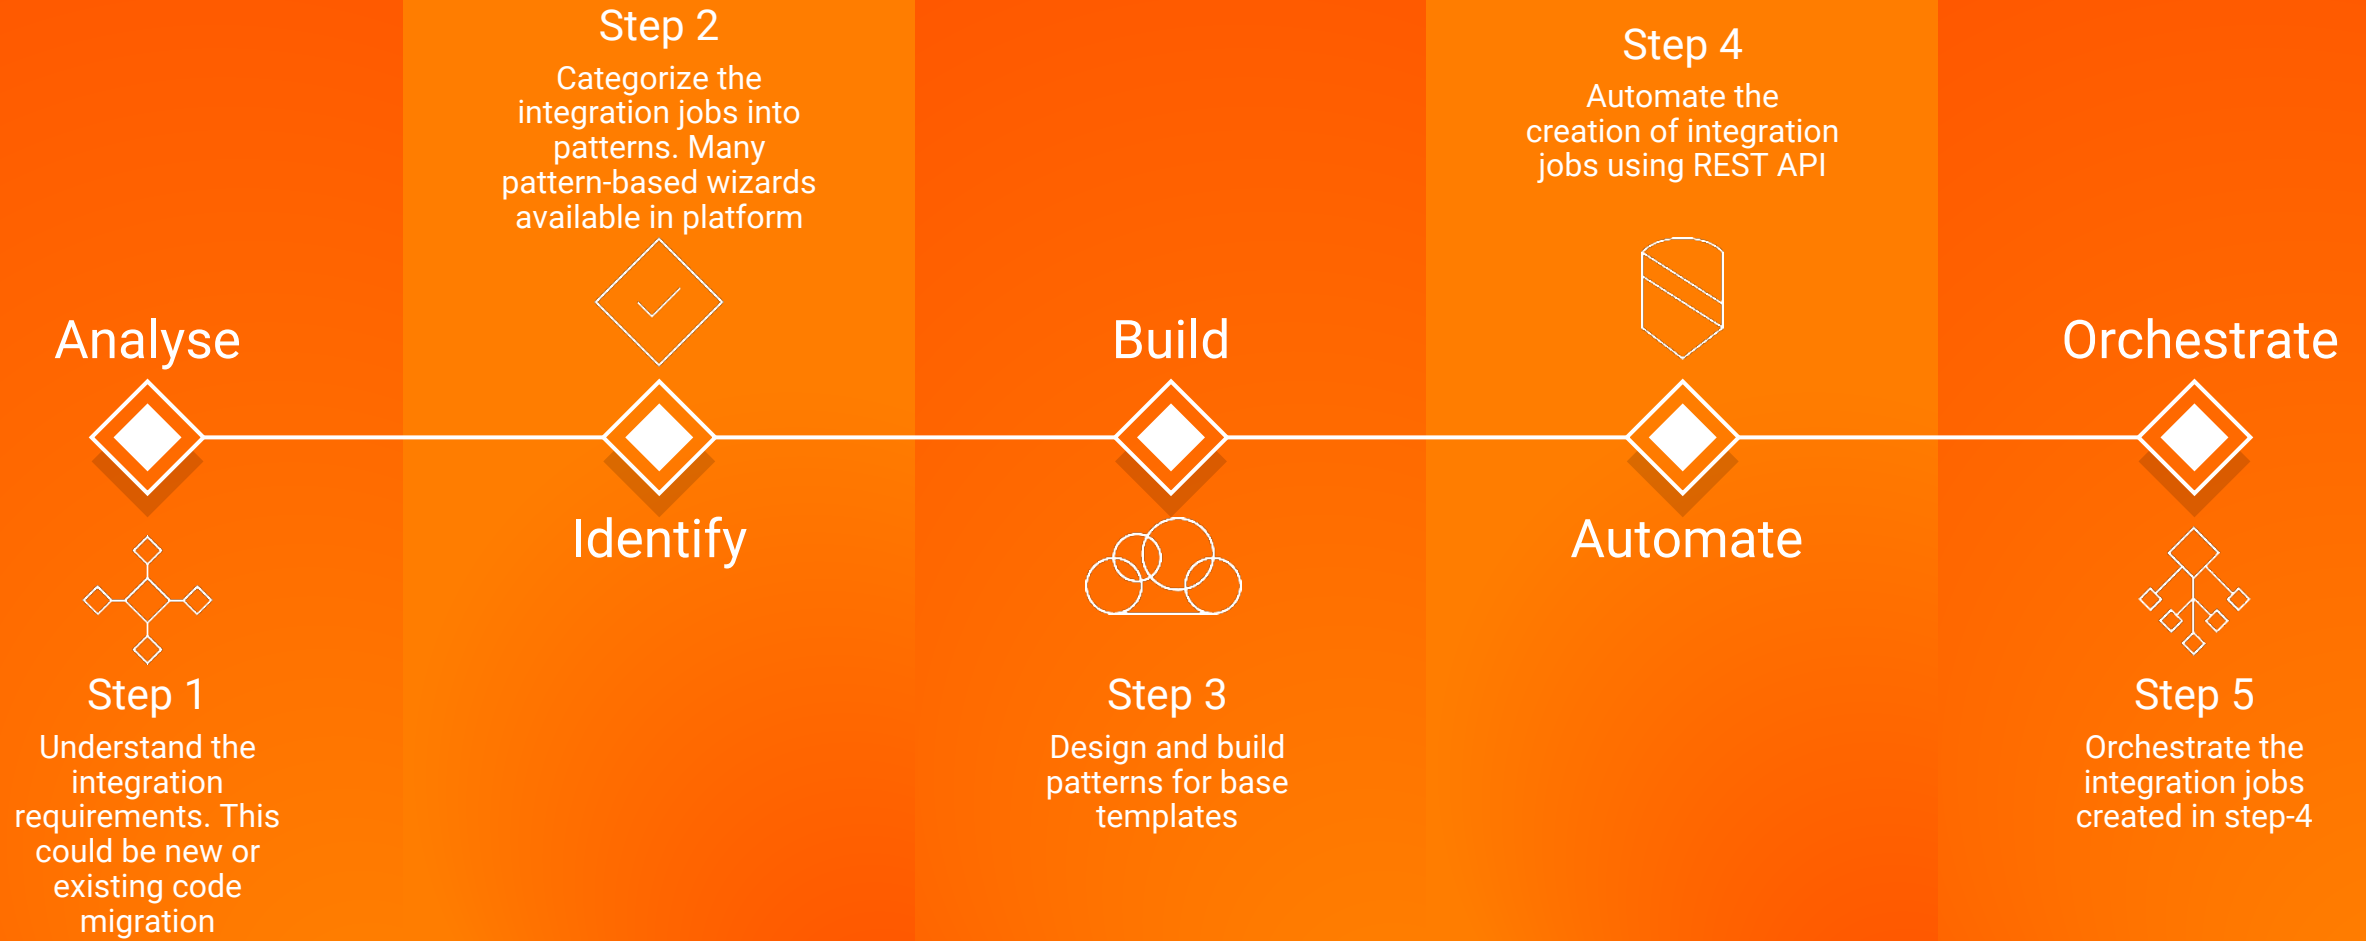 Analyse
Step 1
Understand the
integration
requirements. This
could be new or
existing code
migration
Step 2
Categorize the
integration jobs into
patterns. Many
pattern-based wizards
available in platform
Identify
Build
Step 3
Design and build
patterns for base
templates
Step 4
Automate the
creation of integration
jobs using REST API
Automate
Orchestrate
Step 5
Orchestrate the
integration jobs
created in step-4